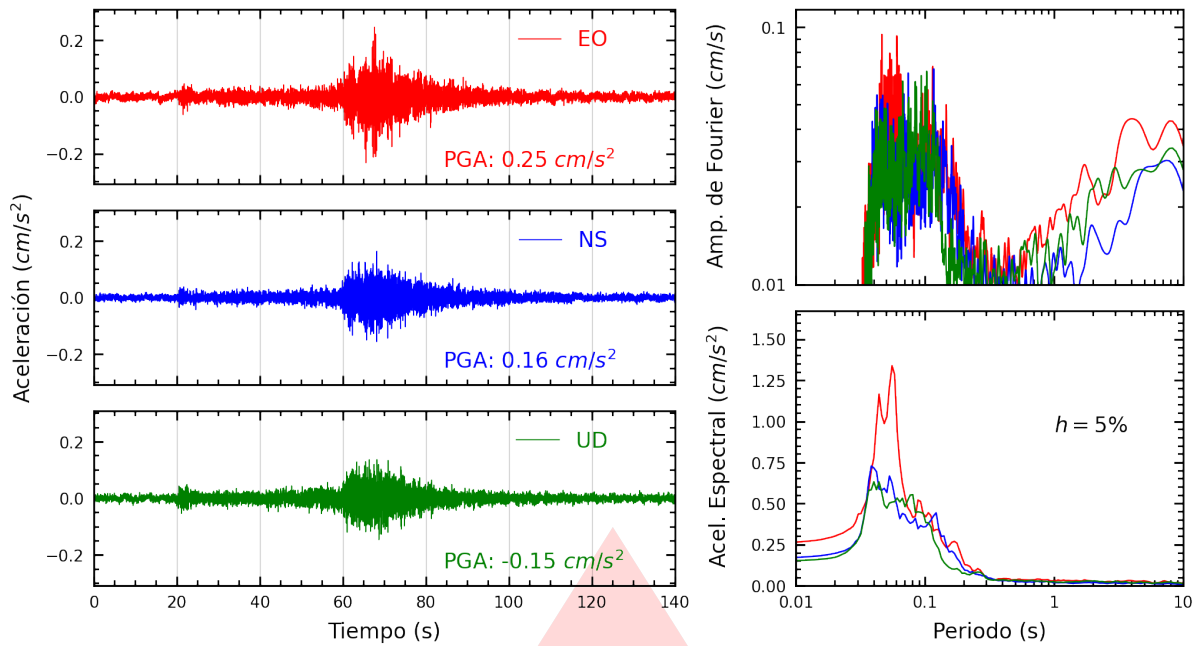 Aceleración (cm/s²)
0.2
0.0
−0.2
EO
PGA: 0.25 cm/s²
0.2
0.0
−0.2
NS
PGA: 0.16 cm/s²
0.2
0.0
−0.2
UD
PGA: -0.15 cm/s²
0 20 40 60 80 100 120 140
Tiempo (s)
Amp. de Fourier (cm/s)
0.1
0.01
Acel. Espectral (cm/s²)
1.50
1.25
1.00
0.75
0.50
0.25
0.00
h = 5%
0.01 0.1 1 10
Periodo (s)